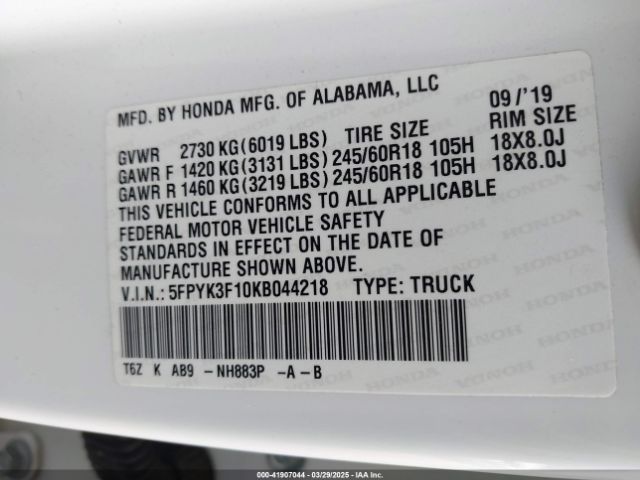 MFD. BY HONDA MFG. OF ALABAMA, LLC 09/'19
GVWR 2730 KG(6019 LBS) TIRE SIZE RIM SIZE
GAWR F 1420 KG(3131 LBS) 245/60R18 105H 18X8.0J
GAWR R 1460 KG(3219 LBS) 245/60R18 105H 18X8.0J
THIS VEHICLE CONFORMS TO ALL APPLICABLE
FEDERAL MOTOR VEHICLE SAFETY
STANDARDS IN EFFECT ON THE DATE OF
MANUFACTURE SHOWN ABOVE.
V.I.N.: 5FPYK3F10KB044218 TYPE: TRUCK
T6Z K AB9 -NH883P -A-B
000-41907044 - 03/29/2025 - IAA Holdings, LLC.